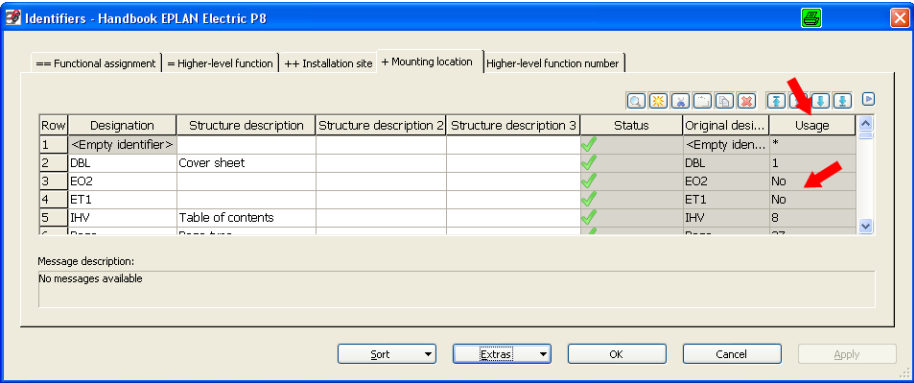 Identifiers - Handbook EPLAN Electric P8
== Functional assignment = Higher-level function ++ Installation site + Mounting location Higher-level function number
Row Designation Structure description Structure description 2 Structure description 3 Status Original desi... Usage
1 <Empty identifier> <Empty iden... *
2 DBL Cover sheet DBL 1
3 EO2 EO2 No
4 ET1 ET1 No
5 IHV Table of contents IHV 8
Message description:
No messages available
Sort Extras OK Cancel Apply